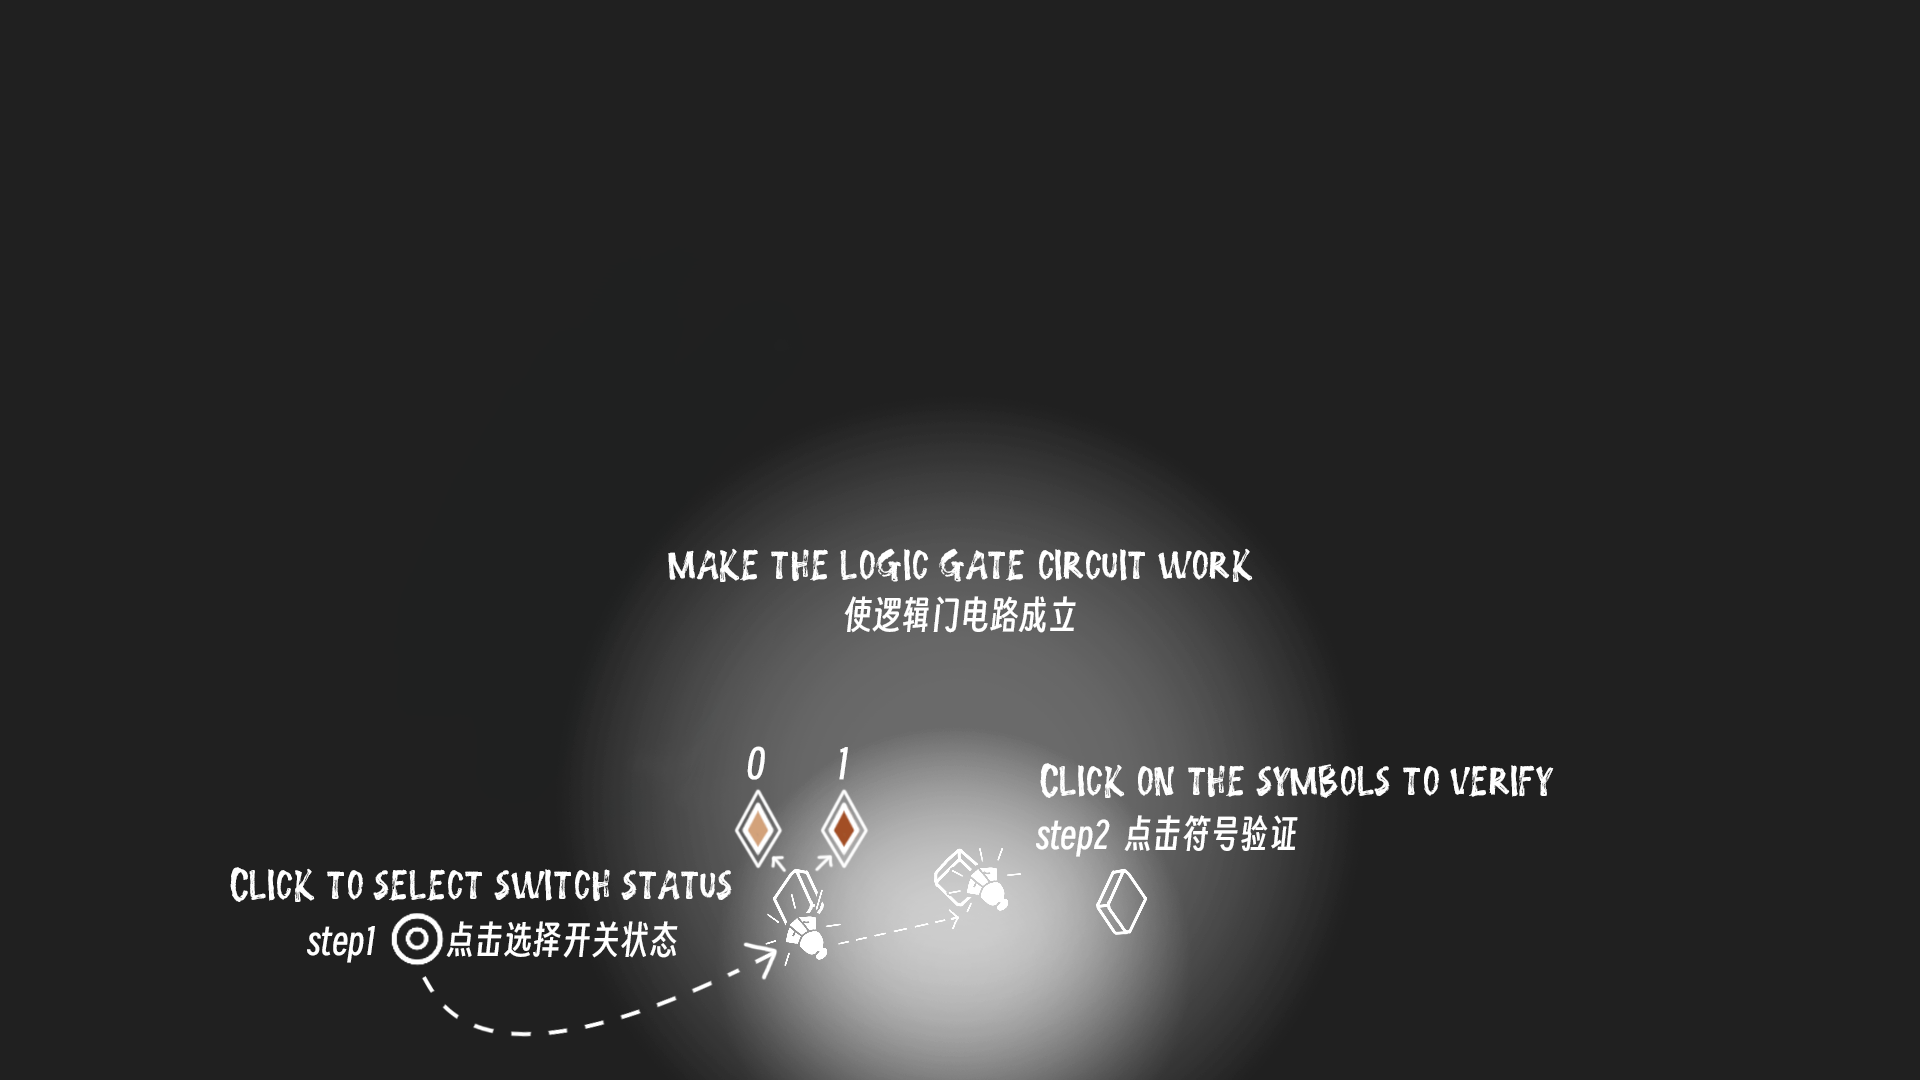 MAKE THE LOGIC GATE CIRCUIT WORK
使逻辑门电路成立
0 1
CLICK ON THE SYMBOLS TO VERIFY
step2 点击符号验证
CLICK TO SELECT SWITCH STATUS
step1 点击选择开关状态